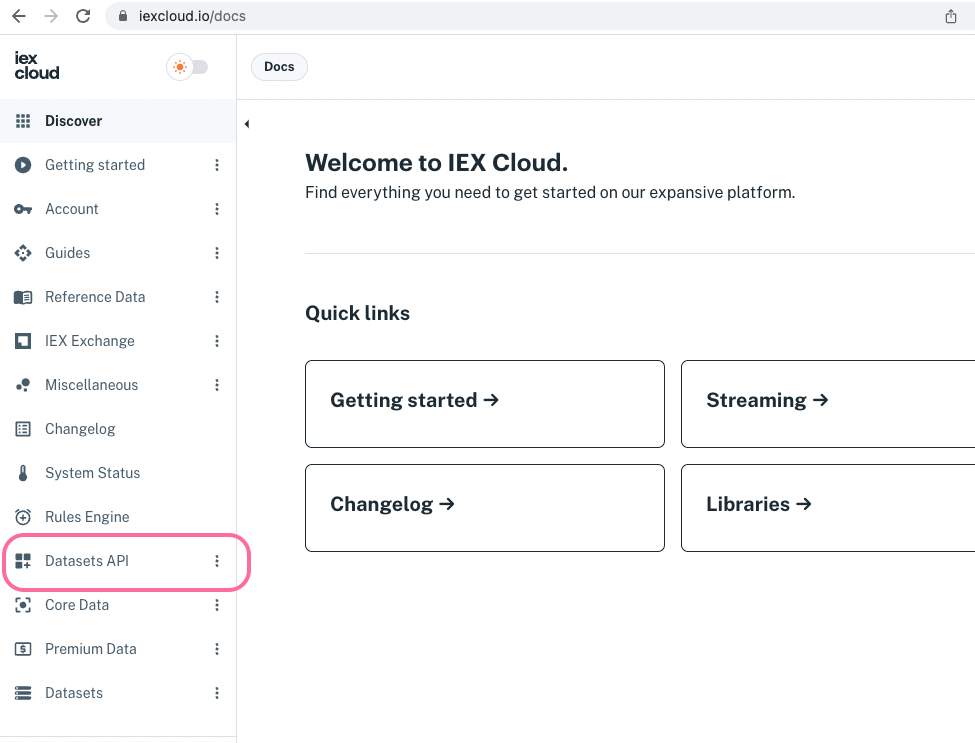 iexcloud.io/docs
iex
cloud
Docs
Discover
Getting started
Account
Guides
Reference Data
IEX Exchange
Miscellaneous
Changelog
System Status
Rules Engine
Datasets API
Core Data
Premium Data
Datasets
Welcome to IEX Cloud.
Find everything you need to get started on our expansive platform.
Quick links
Getting started →
Streaming →
Changelog →
Libraries →